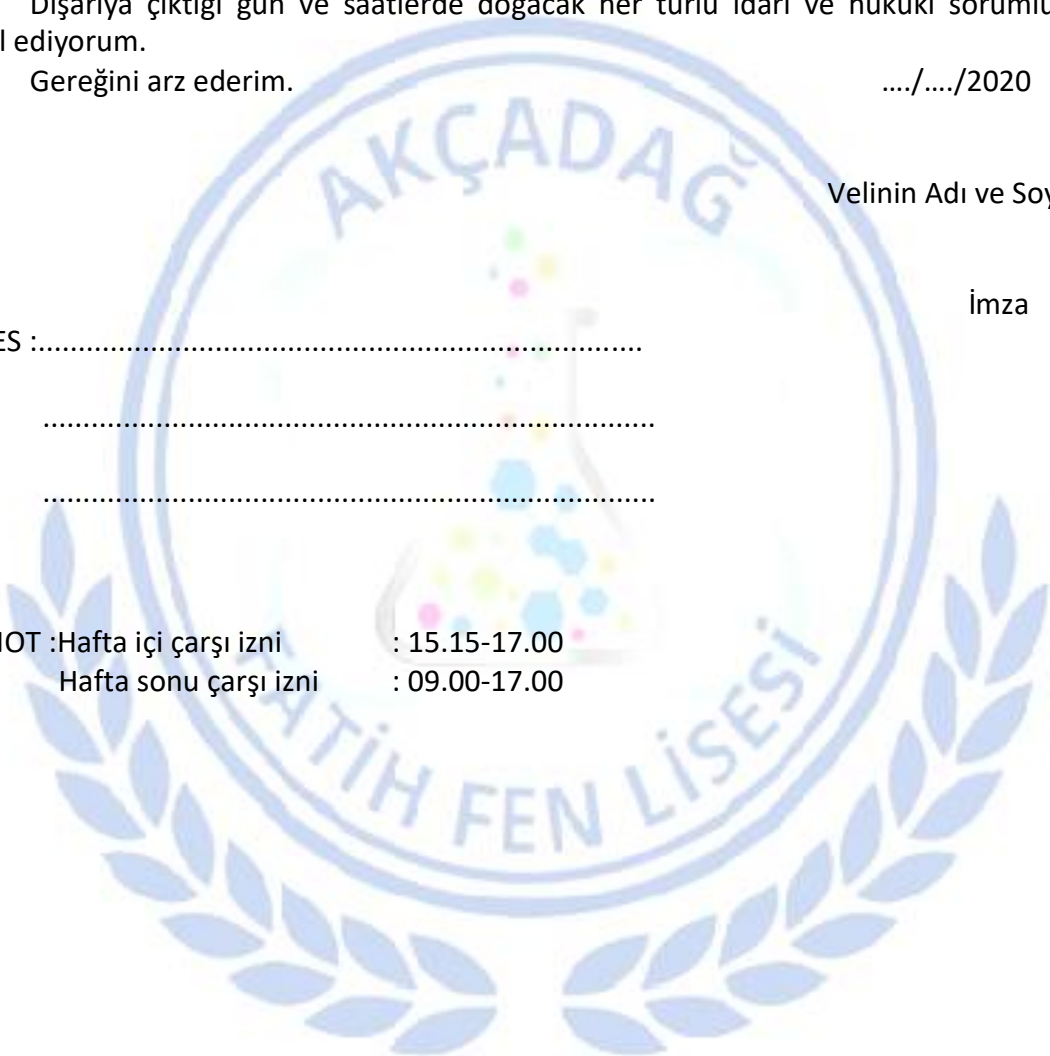 Dışarıya çıktığı gün ve saatlerde doğacak her türlü idari ve hukuki sorumlu
l ediyorum.
Gereğini arz ederim. …./…./2020
AKÇADAĞ
Velinin Adı ve Soy
İmza
ES :...........................................................................
............................................................................
............................................................................
NOT :Hafta içi çarşı izni : 15.15-17.00
Hafta sonu çarşı izni : 09.00-17.00
FATİH FEN LİSESİ